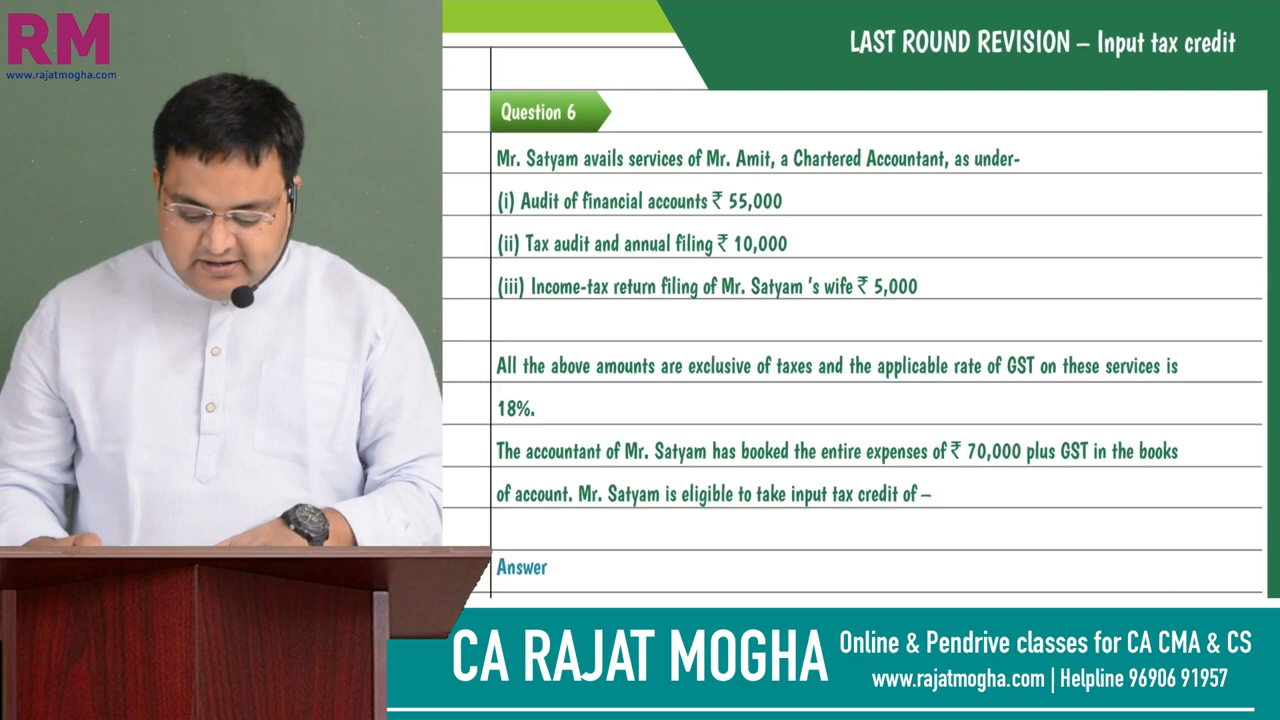 RM
www.rajatmogha.com
LAST ROUND REVISION – Input tax credit
Question 6
Mr. Satyam avails services of Mr. Amit, a Chartered Accountant, as under-
(i) Audit of financial accounts ₹ 55,000
(ii) Tax audit and annual filing ₹ 10,000
(iii) Income-tax return filing of Mr. Satyam 's wife ₹ 5,000
All the above amounts are exclusive of taxes and the applicable rate of GST on these services is
18%.
The accountant of Mr. Satyam has booked the entire expenses of ₹ 70,000 plus GST in the books
of account. Mr. Satyam is eligible to take input tax credit of –
Answer
CA RAJAT MOGHA
Online & Pendrive classes for CA CMA & CS
www.rajatmogha.com | Helpline 96906 91957